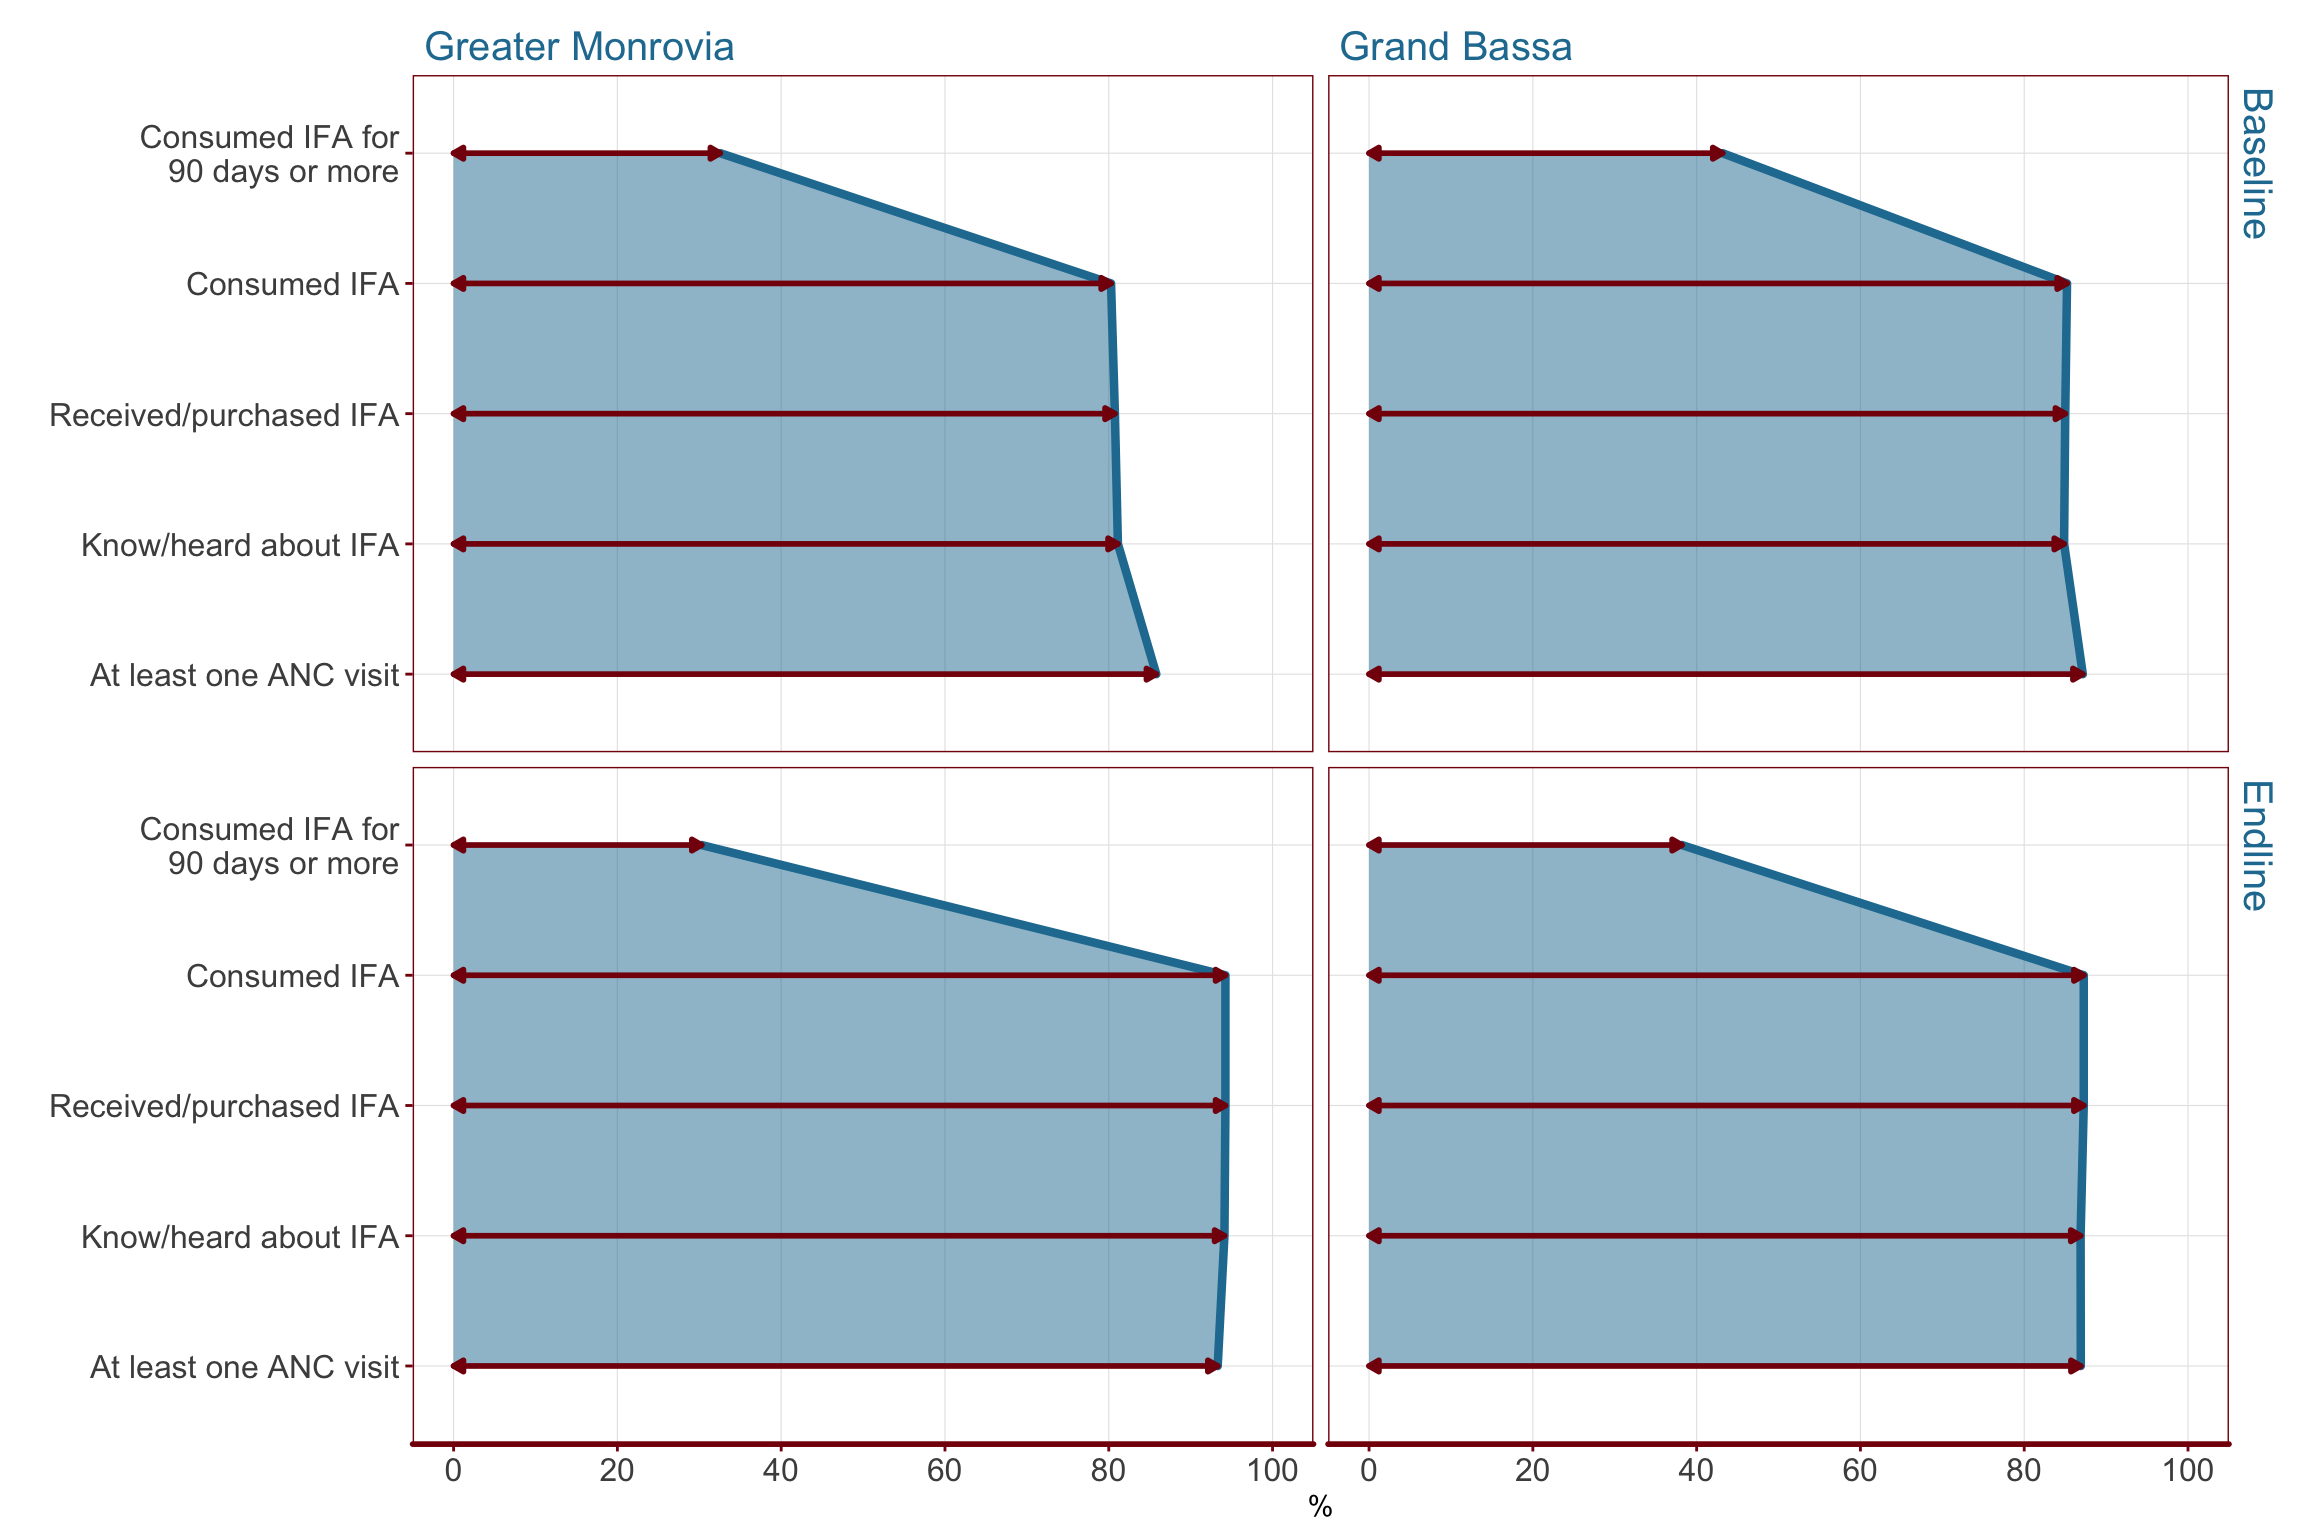 Greater Monrovia
Grand Bassa
Baseline
Consumed IFA for
90 days or more
Consumed IFA
Received/purchased IFA
Know/heard about IFA
At least one ANC visit
Endline
Consumed IFA for
90 days or more
Consumed IFA
Received/purchased IFA
Know/heard about IFA
At least one ANC visit
0 20 40 60 80 100 0 20 40 60 80 100
%